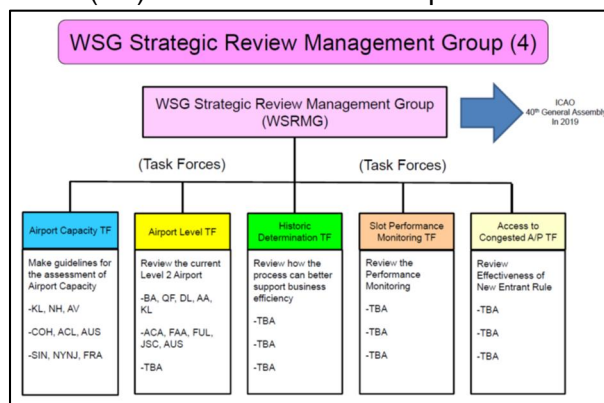 WSG Strategic Review Management Group (4)
WSG Strategic Review Management Group
(WSRMG)
ICAO
40th General Assembly
In 2019
(Task Forces)
(Task Forces)
Airport Capacity TF
Make guidelines for
the assessment of
Airport Capacity
-KL, NH, AV
-COH, ACL, AUS
-SIN, NYNJ, FRA
Airport Level TF
Review the current
Level 2 Airport
-BA, QF, DL, AA,
KL
-ACA, FAA, FUL,
JSC, AUS
-TBA
Historic
Determination TF
Review how the
process can better
support business
efficiency
-TBA
-TBA
-TBA
Slot Performance
Monitoring TF
Review the
Performance
Monitoring
-TBA
-TBA
-TBA
Access to
Congested A/P TF
Review
Effectiveness of
New Entrant Rule
-TBA
-TBA
-TBA